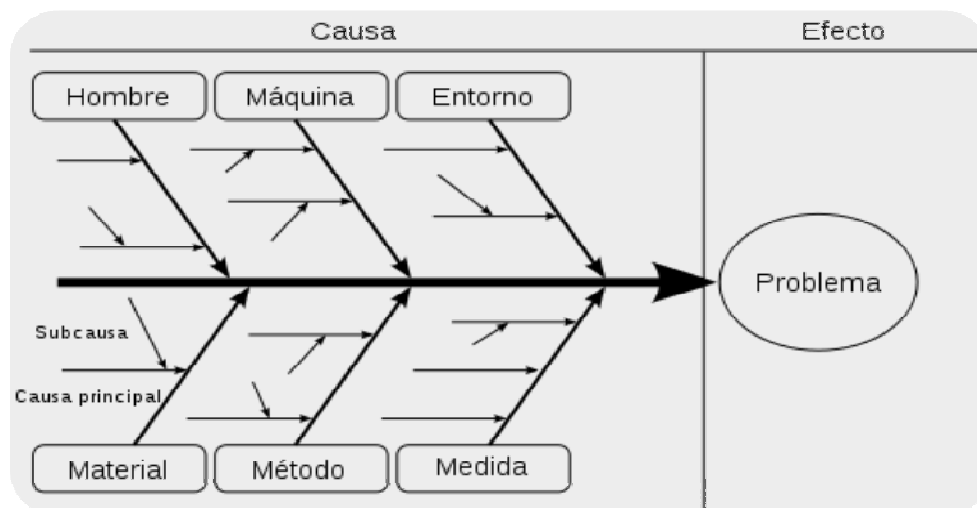 Causa
Efecto
Hombre
Máquina
Entorno
Problema
Subcausa
Causa principal
Material
Método
Medida